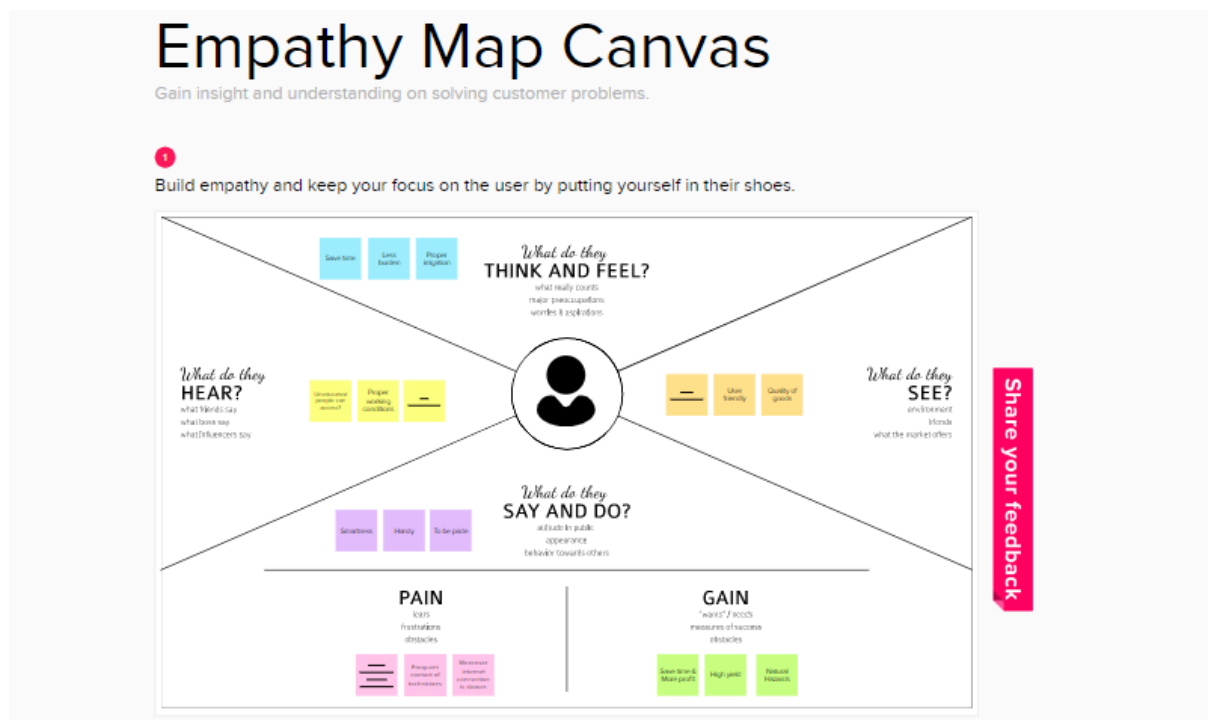 Empathy Map Canvas
Gain insight and understanding on solving customer problems.
1
Build empathy and keep your focus on the user by putting yourself in their shoes.
Save time
Less
burden
Proper
irrigation
What do they
THINK AND FEEL?
what really counts
major preoccupations
worries & aspirations
What do they
HEAR?
what friends say
what boss say
what influencers say
Uneducated
people can
access?
Proper
working
conditions
User
friendly
Quality of
goods
What do they
SEE?
environment
friends
what the market offers
Share your feedback
What do they
SAY AND DO?
attitude in public
appearance
behavior towards others
Smartness
Handy
To be pride
PAIN
fears
frustrations
obstacles
contact of
technicians
internet
connection
GAIN
"wants" / needs
measures of success
obstacles
Save time &
More profit
High yield
Natural
Hazards